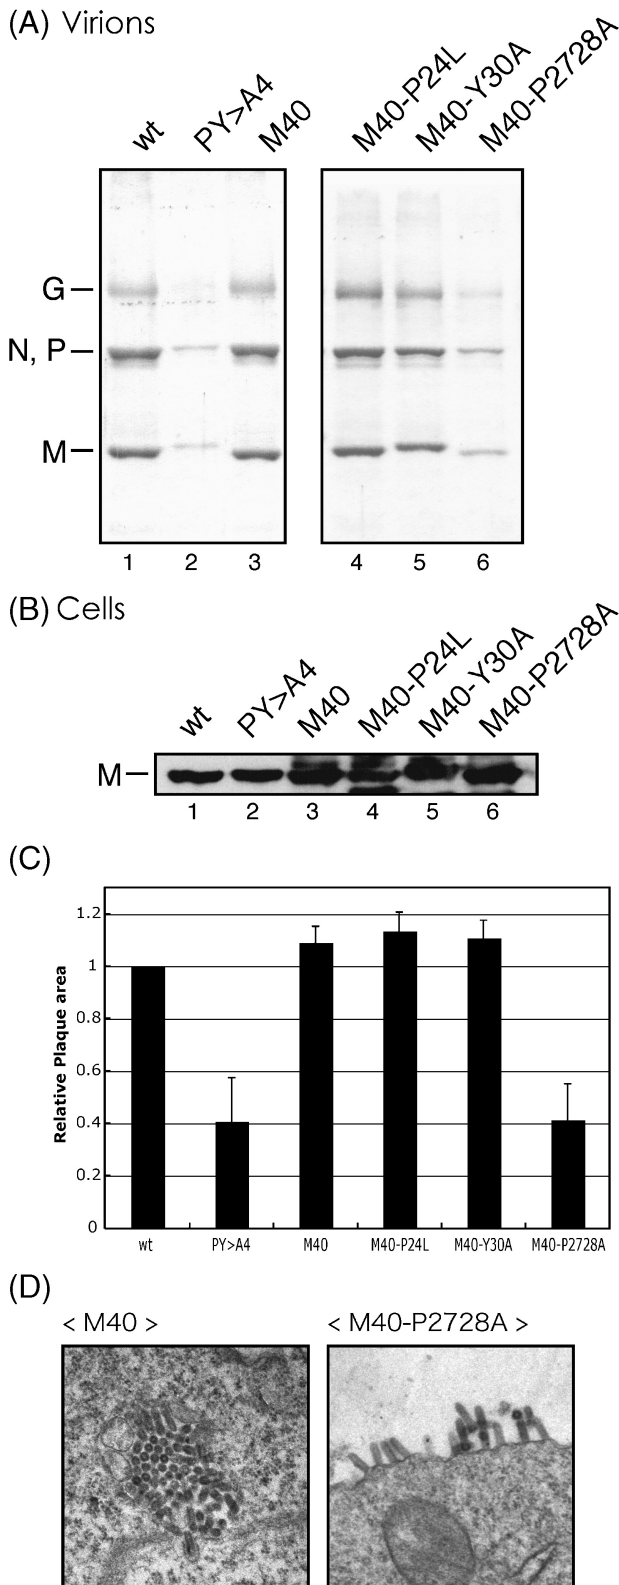 (A) Virions
wt PY>A4 M40 M40-P24L M40-Y30A M40-P2728A
G
N, P
M
1 2 3 4 5 6
(B) Cells
wt PY>A4 M40 M40-P24L M40-Y30A M40-P2728A
M
1 2 3 4 5 6
(C)
1.2
1
0.8
0.6
0.4
0.2
0
Relative Plaque area
wt PY>A4 M40 M40-P24L M40-Y30A M40-P2728A
(D)
< M40 > < M40-P2728A >